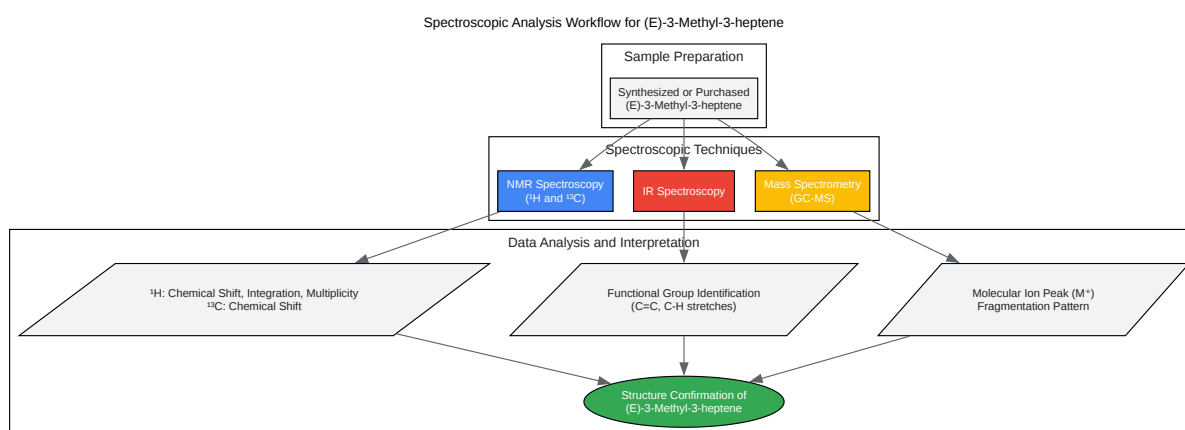 Spectroscopic Analysis Workflow for (E)-3-Methyl-3-heptene
Sample Preparation
Synthesized or Purchased
(E)-3-Methyl-3-heptene
Spectroscopic Techniques
NMR Spectroscopy
(¹H and ¹³C)
IR Spectroscopy
Mass Spectrometry
(GC-MS)
Data Analysis and Interpretation
¹H: Chemical Shift, Integration, Multiplicity
¹³C: Chemical Shift
Functional Group Identification
(C=C, C-H stretches)
Molecular Ion Peak (M⁺)
Fragmentation Pattern
Structure Confirmation of
(E)-3-Methyl-3-heptene